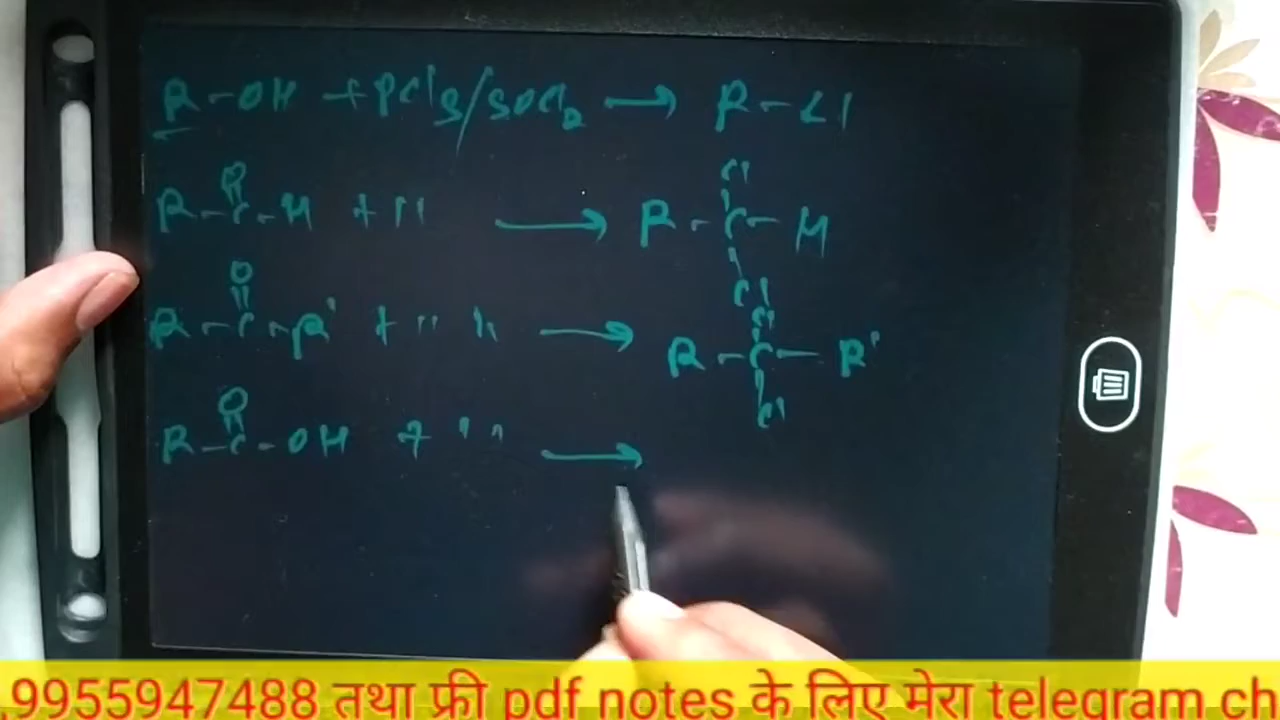 R-OH + PCl5/SOCl2 → R-Cl
O
R-C-H + " → R-C-H
Cl
Cl
O
R-C-R' + " " → R-C-R'
Cl
Cl
O
R-C-OH + " →
,9955947488 तथा फ्री pdf notes के लिए मेरा telegram ch